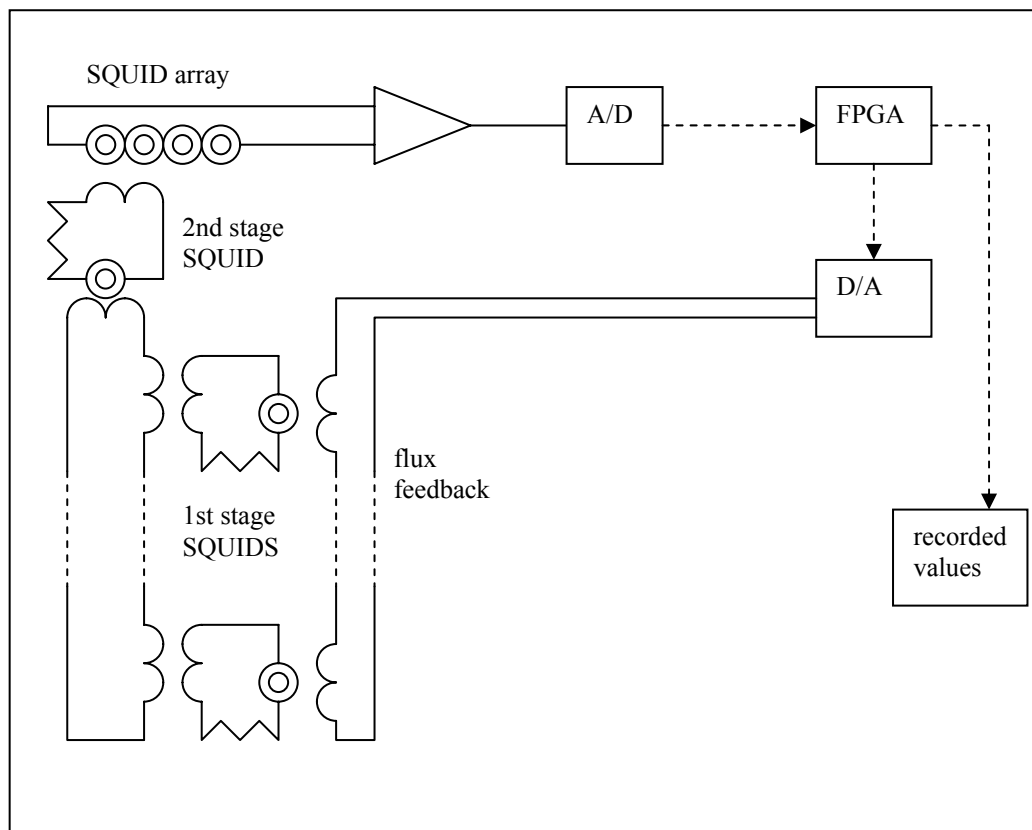 SQUID array
A/D
FPGA
2nd stage
SQUID
D/A
flux
feedback
1st stage
SQUIDS
recorded
values